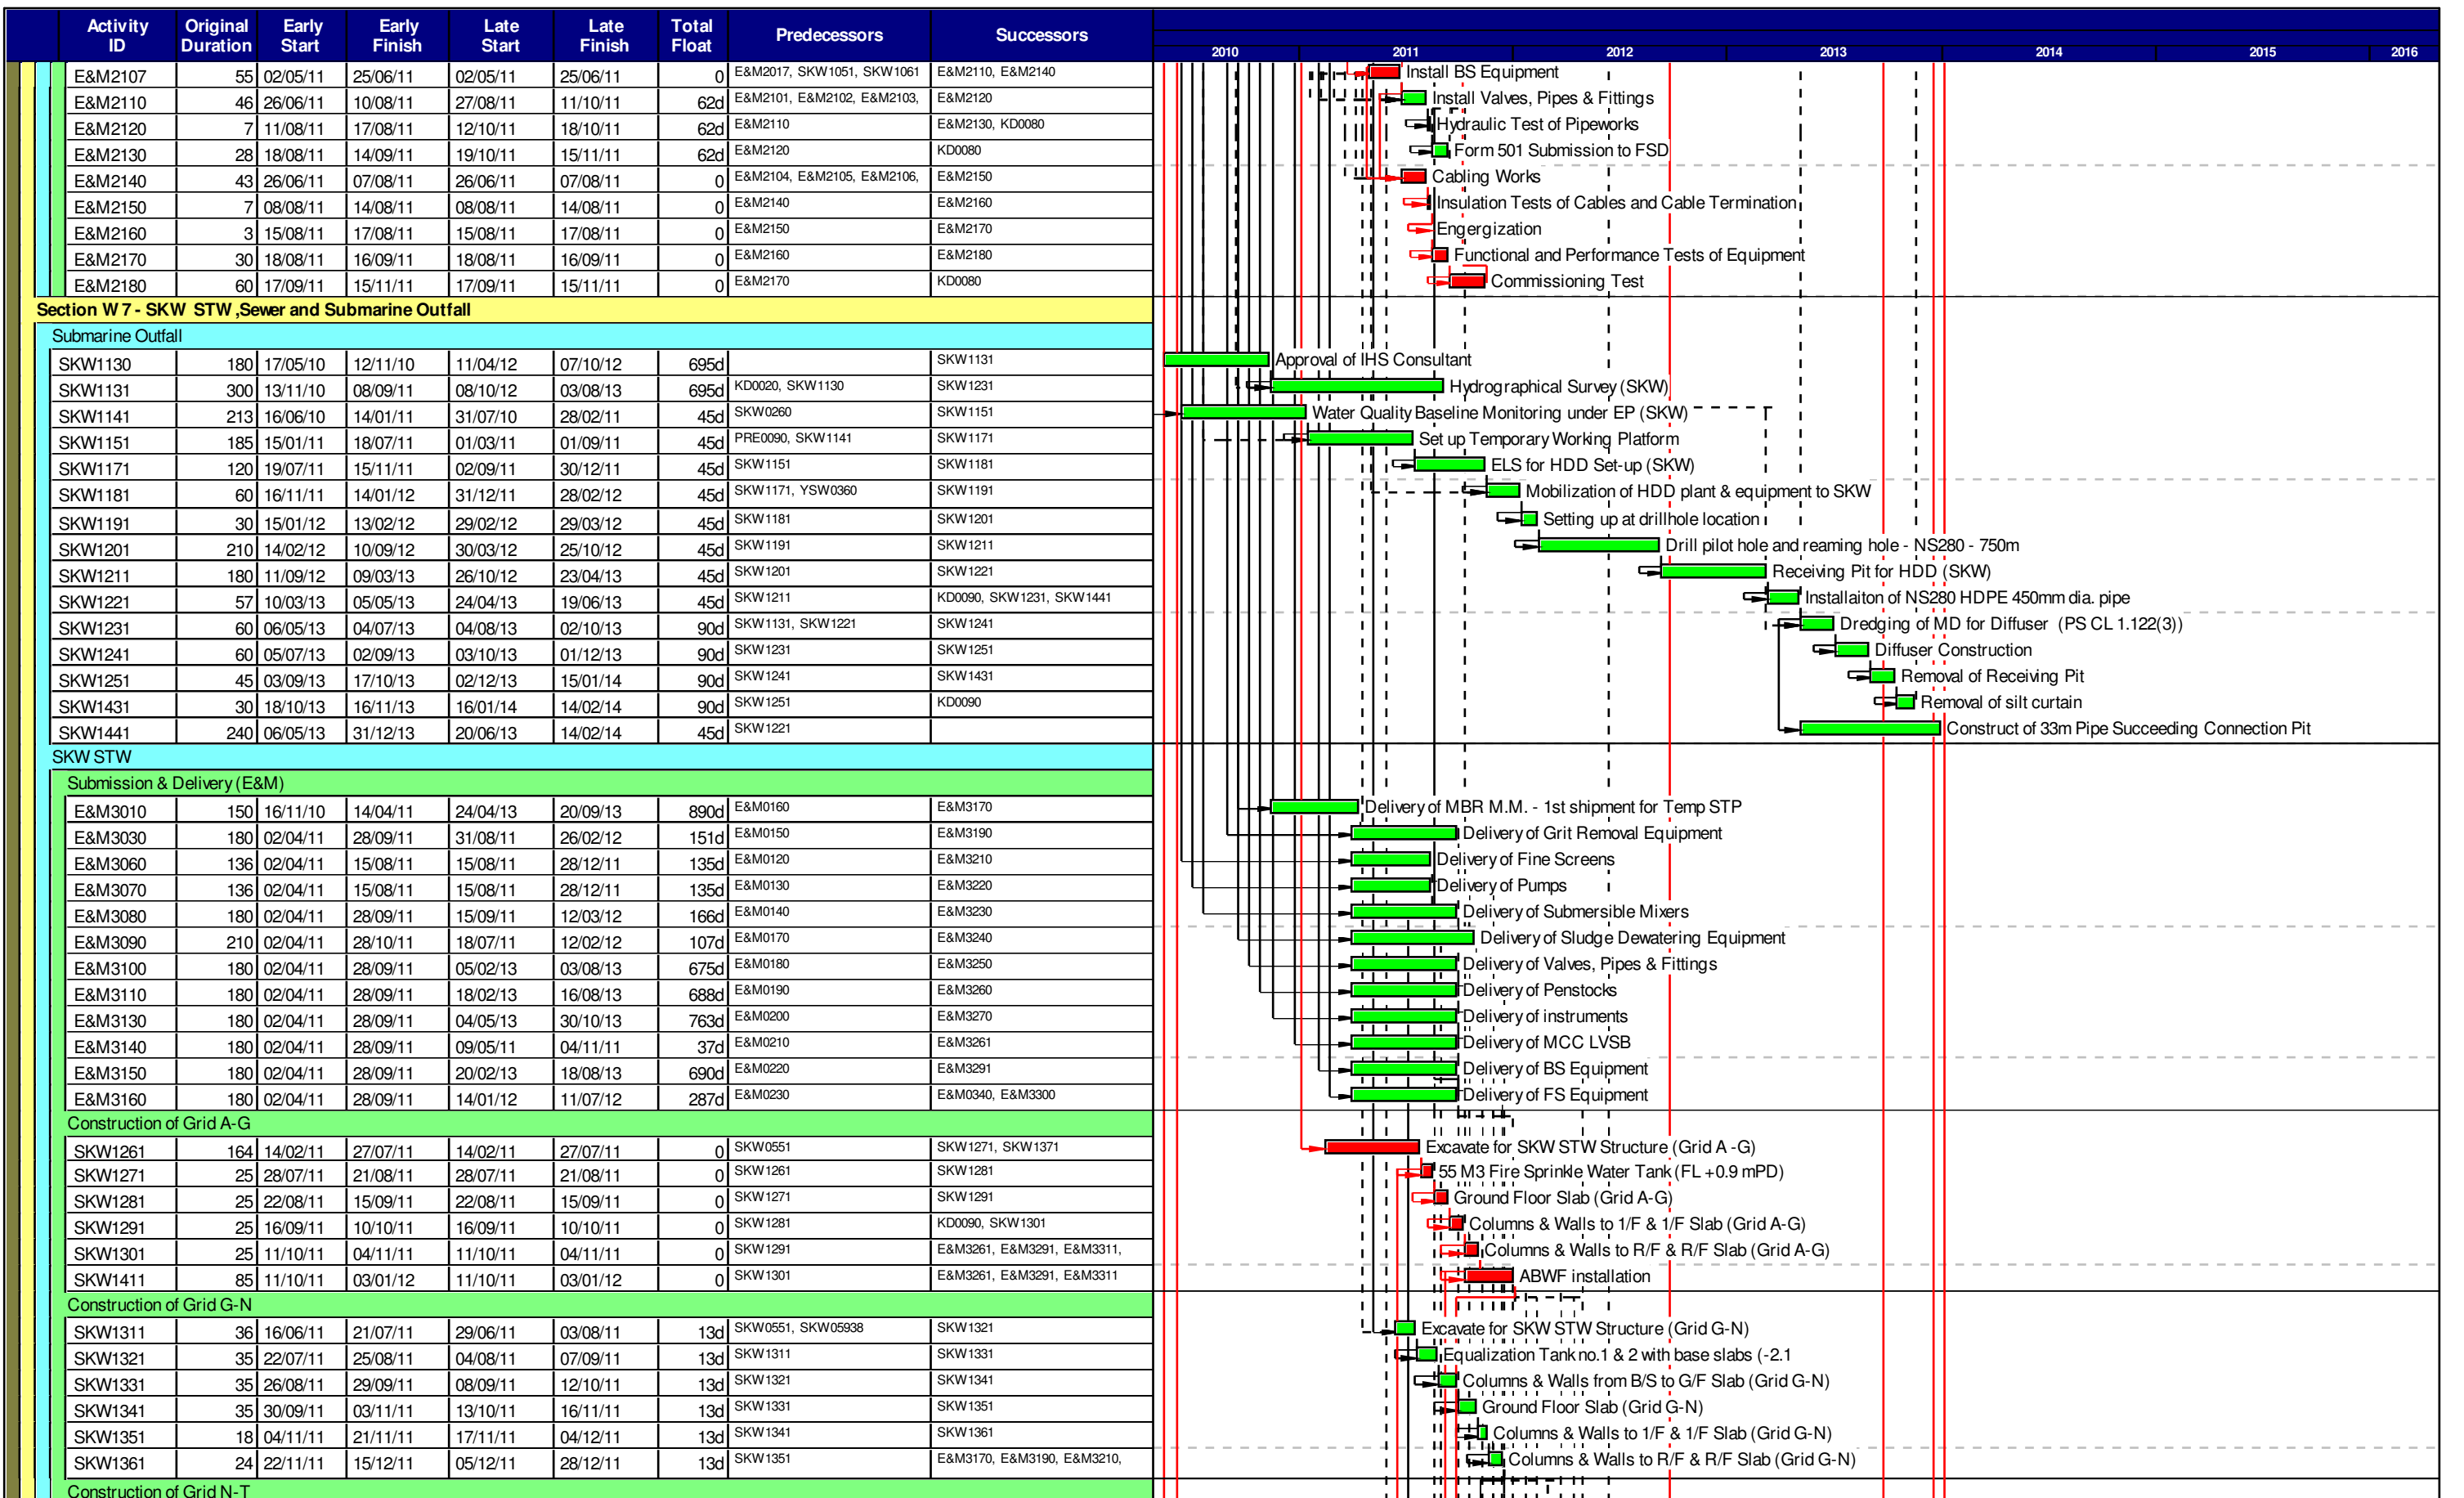 Activity ID Original Duration Early Start Early Finish Late Start Late Finish Total Float Predecessors Successors 2010 2011 2012 2013 2014 2015 2016
E&M2107 55 02/05/11 25/06/11 02/05/11 25/06/11 0 E&M2017, SKW1051, SKW1061 E&M2110, E&M2140 Install BS Equipment
E&M2110 46 26/06/11 10/08/11 27/08/11 11/10/11 62d E&M2101, E&M2102, E&M2103, E&M2120 Install Valves, Pipes & Fittings
E&M2120 7 11/08/11 17/08/11 12/10/11 18/10/11 62d E&M2110 E&M2130, KD0080 Hydraulic Test of Pipeworks
E&M2130 28 18/08/11 14/09/11 19/10/11 15/11/11 62d E&M2120 KD0080 Form 501 Submission to FSD
E&M2140 43 26/06/11 07/08/11 26/06/11 07/08/11 0 E&M2104, E&M2105, E&M2106, E&M2150 Cabling Works
E&M2150 7 08/08/11 14/08/11 08/08/11 14/08/11 0 E&M2140 E&M2160 Insulation Tests of Cables and Cable Termination
E&M2160 3 15/08/11 17/08/11 15/08/11 17/08/11 0 E&M2150 E&M2170 Engergization
E&M2170 30 18/08/11 16/09/11 18/08/11 16/09/11 0 E&M2160 E&M2180 Functional and Performance Tests of Equipment
E&M2180 60 17/09/11 15/11/11 17/09/11 15/11/11 0 E&M2170 KD0080 Commissioning Test
Section W7 - SKW STW ,Sewer and Submarine Outfall
Submarine Outfall
SKW1130 180 17/05/10 12/11/10 11/04/12 07/10/12 695d SKW1131 Approval of IHS Consultant
SKW1131 300 13/11/10 08/09/11 08/10/12 03/08/13 695d KD0020, SKW1130 SKW1231 Hydrographical Survey (SKW)
SKW1141 213 16/06/10 14/01/11 31/07/10 28/02/11 45d SKW0260 SKW1151 Water Quality Baseline Monitoring under EP (SKW)
SKW1151 185 15/01/11 18/07/11 01/03/11 01/09/11 45d PRE0090, SKW1141 SKW1171 Set up Temporary Working Platform
SKW1171 120 19/07/11 15/11/11 02/09/11 30/12/11 45d SKW1151 SKW1181 ELS for HDD Set-up (SKW)
SKW1181 60 16/11/11 14/01/12 31/12/11 28/02/12 45d SKW1171, YSW0360 SKW1191 Mobilization of HDD plant & equipment to SKW
SKW1191 30 15/01/12 13/02/12 29/02/12 29/03/12 45d SKW1181 SKW1201 Setting up at drillhole location
SKW1201 210 14/02/12 10/09/12 30/03/12 25/10/12 45d SKW1191 SKW1211 Drill pilot hole and reaming hole - NS280 - 750m
SKW1211 180 11/09/12 09/03/13 26/10/12 23/04/13 45d SKW1201 SKW1221 Receiving Pit for HDD (SKW)
SKW1221 57 10/03/13 05/05/13 24/04/13 19/06/13 45d SKW1211 KD0090, SKW1231, SKW1441 Installaiton of NS280 HDPE 450mm dia. pipe
SKW1231 60 06/05/13 04/07/13 04/08/13 02/10/13 90d SKW1131, SKW1221 SKW1241 Dredging of MD for Diffuser (PS CL 1.122(3))
SKW1241 60 05/07/13 02/09/13 03/10/13 01/12/13 90d SKW1231 SKW1251 Diffuser Construction
SKW1251 45 03/09/13 17/10/13 02/12/13 15/01/14 90d SKW1241 SKW1431 Removal of Receiving Pit
SKW1431 30 18/10/13 16/11/13 16/01/14 14/02/14 90d SKW1251 KD0090 Removal of silt curtain
SKW1441 240 06/05/13 31/12/13 20/06/13 14/02/14 45d SKW1221 Construct of 33m Pipe Succeeding Connection Pit
SKW STW
Submission & Delivery (E&M)
E&M3010 150 16/11/10 14/04/11 24/04/13 20/09/13 890d E&M0160 E&M3170 Delivery of MBR M.M. - 1st shipment for Temp STP
E&M3030 180 02/04/11 28/09/11 31/08/11 26/02/12 151d E&M0150 E&M3190 Delivery of Grit Removal Equipment
E&M3060 136 02/04/11 15/08/11 15/08/11 28/12/11 135d E&M0120 E&M3210 Delivery of Fine Screens
E&M3070 136 02/04/11 15/08/11 15/08/11 28/12/11 135d E&M0130 E&M3220 Delivery of Pumps
E&M3080 180 02/04/11 28/09/11 15/09/11 12/03/12 166d E&M0140 E&M3230 Delivery of Submersible Mixers
E&M3090 210 02/04/11 28/10/11 18/07/11 12/02/12 107d E&M0170 E&M3240 Delivery of Sludge Dewatering Equipment
E&M3100 180 02/04/11 28/09/11 05/02/13 03/08/13 675d E&M0180 E&M3250 Delivery of Valves, Pipes & Fittings
E&M3110 180 02/04/11 28/09/11 18/02/13 16/08/13 688d E&M0190 E&M3260 Delivery of Penstocks
E&M3130 180 02/04/11 28/09/11 04/05/13 30/10/13 763d E&M0200 E&M3270 Delivery of instruments
E&M3140 180 02/04/11 28/09/11 09/05/11 04/11/11 37d E&M0210 E&M3261 Delivery of MCC LVSB
E&M3150 180 02/04/11 28/09/11 20/02/13 18/08/13 690d E&M0220 E&M3291 Delivery of BS Equipment
E&M3160 180 02/04/11 28/09/11 14/01/12 11/07/12 287d E&M0230 E&M0340, E&M3300 Delivery of FS Equipment
Construction of Grid A-G
SKW1261 164 14/02/11 27/07/11 14/02/11 27/07/11 0 SKW0551 SKW1271, SKW1371 Excavate for SKW STW Structure (Grid A -G)
SKW1271 25 28/07/11 21/08/11 28/07/11 21/08/11 0 SKW1261 SKW1281 55 M3 Fire Sprinkle Water Tank (FL +0.9 mPD)
SKW1281 25 22/08/11 15/09/11 22/08/11 15/09/11 0 SKW1271 SKW1291 Ground Floor Slab (Grid A-G)
SKW1291 25 16/09/11 10/10/11 16/09/11 10/10/11 0 SKW1281 KD0090, SKW1301 Columns & Walls to 1/F & 1/F Slab (Grid A-G)
SKW1301 25 11/10/11 04/11/11 11/10/11 04/11/11 0 SKW1291 E&M3261, E&M3291, E&M3311, Columns & Walls to R/F & R/F Slab (Grid A-G)
SKW1411 85 11/10/11 03/01/12 11/10/11 03/01/12 0 SKW1301 E&M3261, E&M3291, E&M3311 ABWF installation
Construction of Grid G-N
SKW1311 36 16/06/11 21/07/11 29/06/11 03/08/11 13d SKW0551, SKW05938 SKW1321 Excavate for SKW STW Structure (Grid G-N)
SKW1321 35 22/07/11 25/08/11 04/08/11 07/09/11 13d SKW1311 SKW1331 Equalization Tank no.1 & 2 with base slabs (-2.1
SKW1331 35 26/08/11 29/09/11 08/09/11 12/10/11 13d SKW1321 SKW1341 Columns & Walls from B/S to G/F Slab (Grid G-N)
SKW1341 35 30/09/11 03/11/11 13/10/11 16/11/11 13d SKW1331 SKW1351 Ground Floor Slab (Grid G-N)
SKW1351 18 04/11/11 21/11/11 17/11/11 04/12/11 13d SKW1341 SKW1361 Columns & Walls to 1/F & 1/F Slab (Grid G-N)
SKW1361 24 22/11/11 15/12/11 05/12/11 28/12/11 13d SKW1351 E&M3170, E&M3190, E&M3210, Columns & Walls to R/F & R/F Slab (Grid G-N)
Construction of Grid N-T